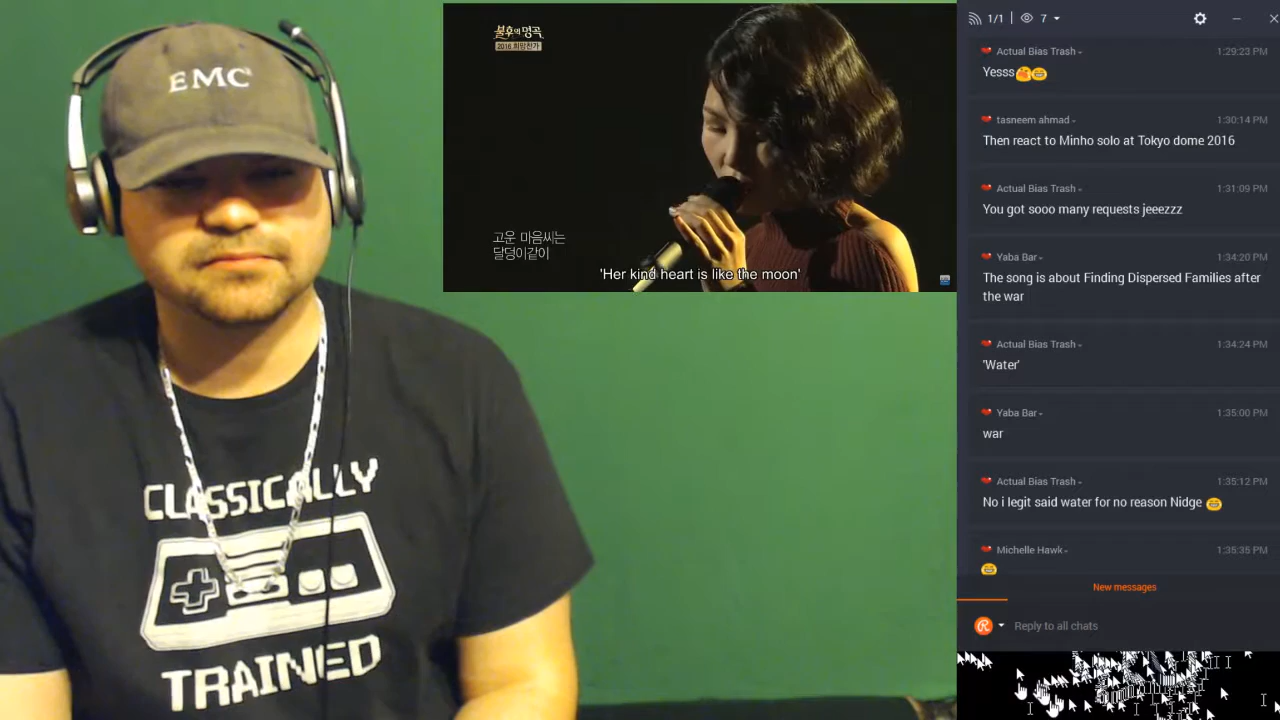 EMC²
CLASSICALLY
TRAINED
불후의 명곡
2016 희망찬가
고운 마음씨는
달덩이같이
'Her kind heart is like the moon'
1/1
7
Actual Bias Trash
1:29:23 PM
Yesss
tasneem ahmad
1:30:14 PM
Then react to Minho solo at Tokyo dome 2016
Actual Bias Trash
1:31:09 PM
You got sooo many requests jeeezzz
Yaba Bar
1:34:20 PM
The song is about Finding Dispersed Families after
the war
Actual Bias Trash
1:34:24 PM
'Water'
Yaba Bar
1:35:00 PM
war
Actual Bias Trash
1:35:12 PM
No i legit said water for no reason Nidge
Michelle Hawk
1:35:35 PM
New messages
Reply to all chats